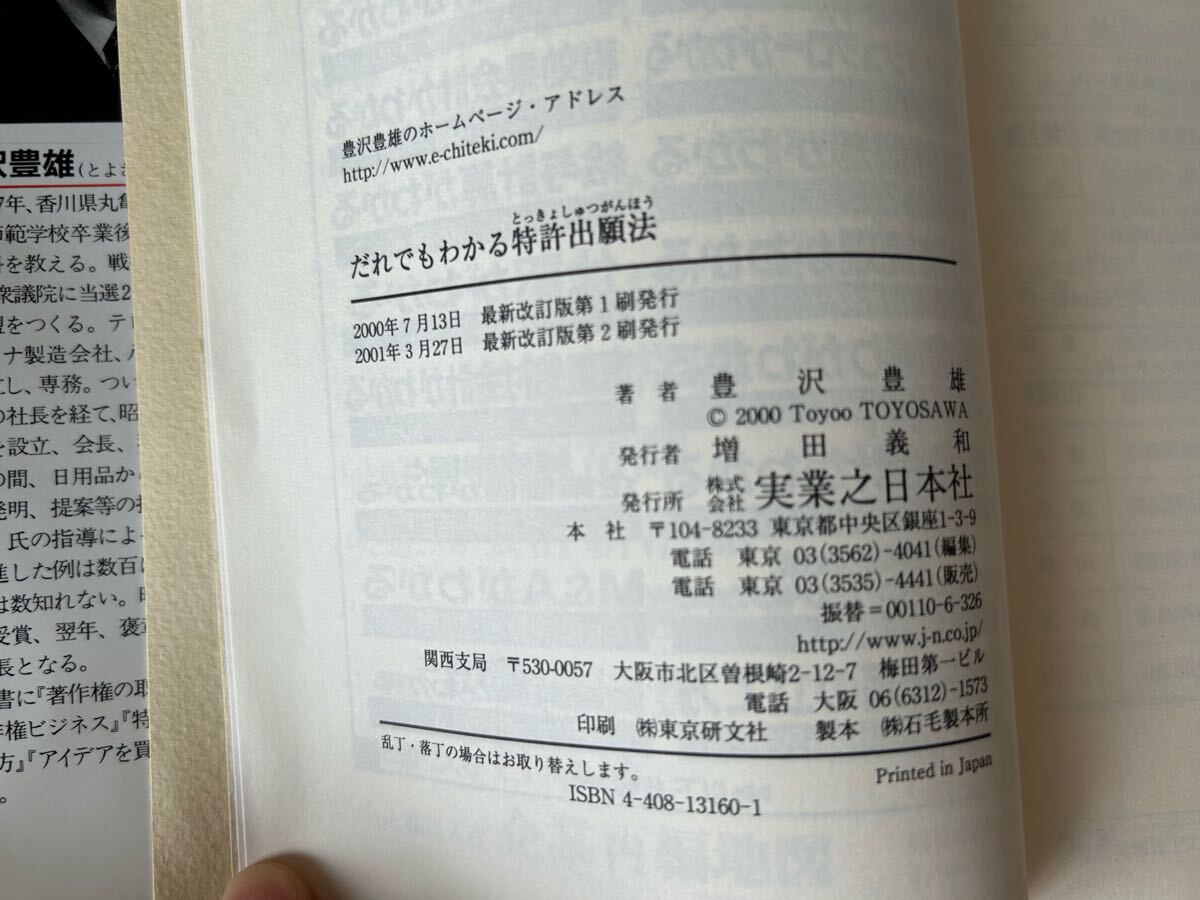 沢豊雄(とよさ
7年、香川県丸亀
師範学校卒業後
を教える。戦
衆議院に当選2
盟をつくる。テレ
ナ製造会社、
し、専務。つい
の社長を経て、昭
を設立、会長、
の間、日用品か
発明、提案等の指
氏の指導によ
進した例は数百
は数知れない。
受賞、翌年、褒章
長となる。
書に『著作権の取
作権ビジネス』『特
方』『アイデアを買
。
豊沢豊雄のホームページ・アドレス
http://www.e-chiteki.com/
とっきょしゅつがんほう
だれでもわかる特許出願法
2000年7月13日 最新改訂版第1刷発行
2001年3月27日 最新改訂版第2刷発行
著者 豊沢豊雄
© 2000 Toyoo TOYOSAWA
発行者 増田義和
発行所 株式会社 実業之日本社
本社 〒104-8233 東京都中央区銀座1-3-9
電話 東京 03(3562)-4041(編集)
電話 東京 03(3535)-4441(販売)
振替=00110-6-326
http://www.j-n.co.jp/
関西支局 〒530-0057 大阪市北区曽根崎2-12-7 梅田第一ビル
電話 大阪 06(6312)-1573
印刷 ㈱東京研文社 製本 ㈱石毛製本所
乱丁・落丁の場合はお取り替えします。
Printed in Japan
ISBN 4-408-13160-1